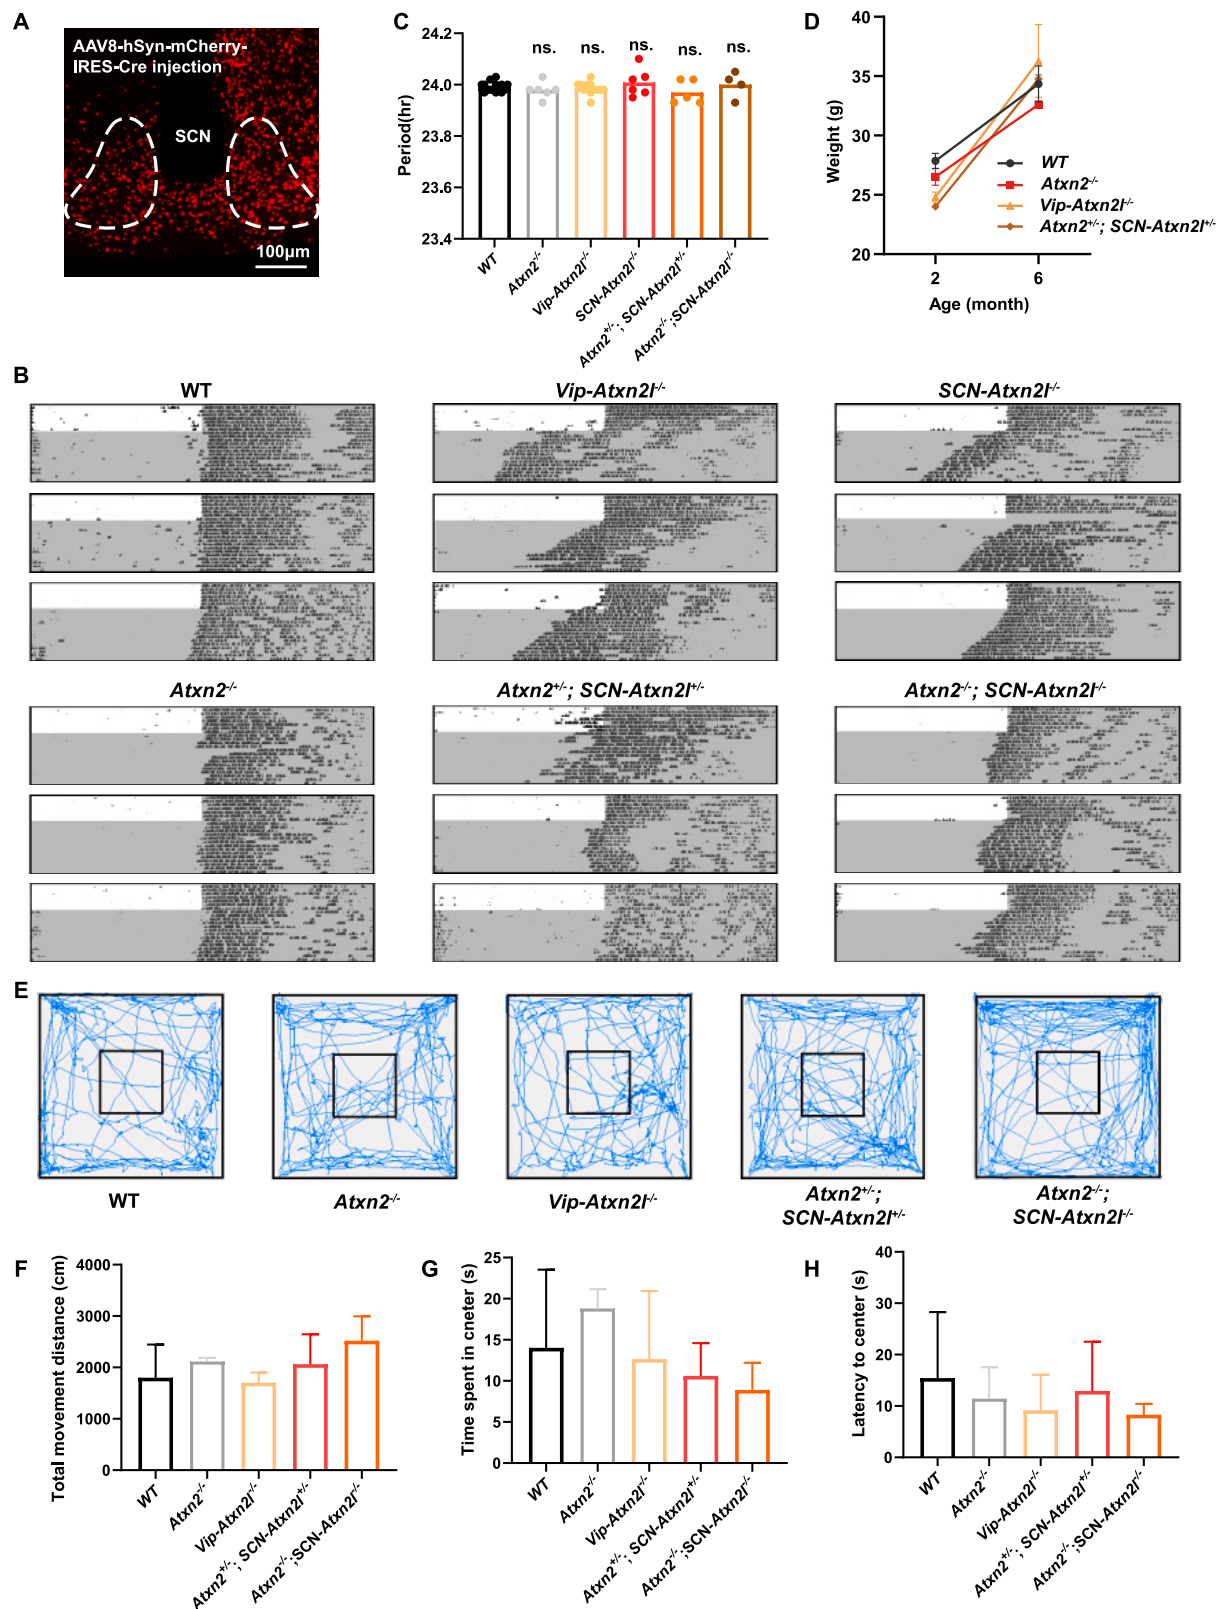 A
AAV8-hSyn-mCherry-
IRES-Cre injection
SCN
100μm
C
24.2
24.0
23.8
23.6
23.4
Period(hr)
ns.
ns.
ns.
ns.
ns.
WT
Atxn2-/-
Vip-Atxn2l-/-
SCN-Atxn2l-/-
Atxn2+/-; SCN-Atxn2l+/-
Atxn2-/-;SCN-Atxn2l-/-
D
40
35
30
25
20
Weight (g)
WT
Atxn2-/-
Vip-Atxn2l-/-
Atxn2+/-; SCN-Atxn2l+/-
2
6
Age (month)
B
WT
Vip-Atxn2l-/-
SCN-Atxn2l-/-
Atxn2-/-
Atxn2+/-; SCN-Atxn2l+/-
Atxn2-/-; SCN-Atxn2l-/-
E
WT
Atxn2-/-
Vip-Atxn2l-/-
Atxn2+/-;
SCN-Atxn2l+/-
Atxn2-/-;
SCN-Atxn2l-/-
F
4000
3000
2000
1000
0
Total movement distance (cm)
WT
Atxn2-/-
Vip-Atxn2l-/-
Atxn2+/-; SCN-Atxn2l+/-
Atxn2-/-;SCN-Atxn2l-/-
G
25
20
15
10
5
0
Time spent in cneter (s)
WT
Atxn2-/-
Vip-Atxn2l-/-
Atxn2+/-; SCN-Atxn2l+/-
Atxn2-/-;SCN-Atxn2l-/-
H
40
30
20
10
0
Latency to center (s)
WT
Atxn2-/-
Vip-Atxn2l-/-
Atxn2+/-; SCN-Atxn2l+/-
Atxn2-/-;SCN-Atxn2l-/-